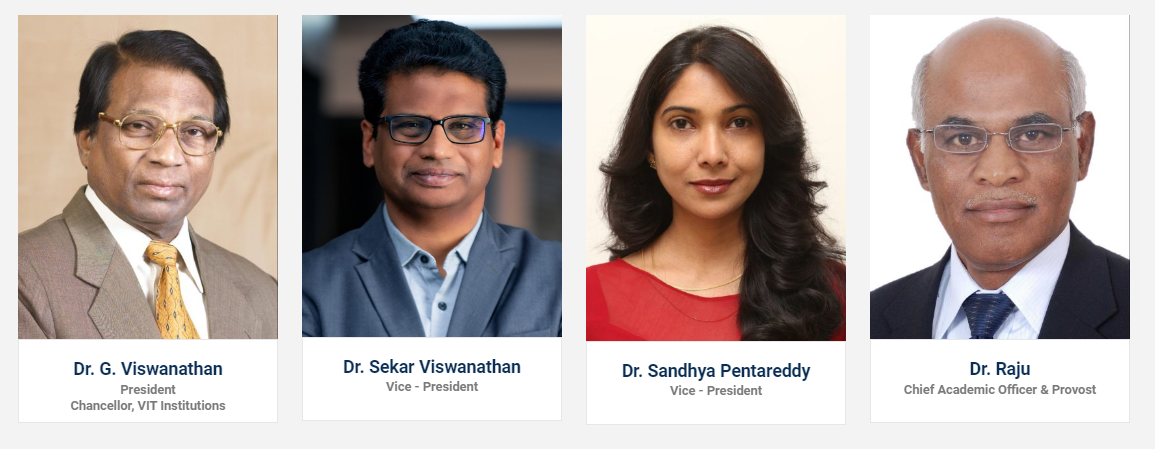 Dr. G. Viswanathan
President
Chancellor, VIT Institutions
Dr. Sekar Viswanathan
Vice - President
Dr. Sandhya Pentareddy
Vice - President
Dr. Raju
Chief Academic Officer & Provost